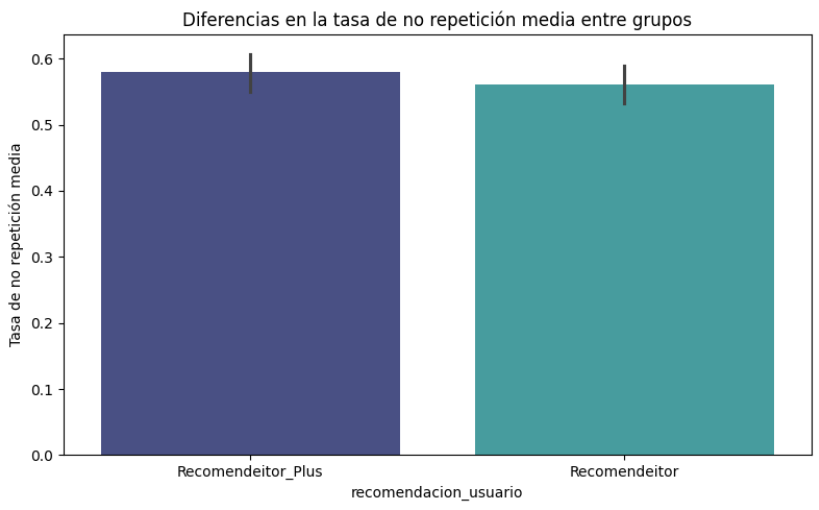 Diferencias en la tasa de no repetición media entre grupos
Tasa de no repetición media
0.6
0.5
0.4
0.3
0.2
0.1
0.0
Recomendeitor_Plus
Recomendeitor
recomendacion_usuario